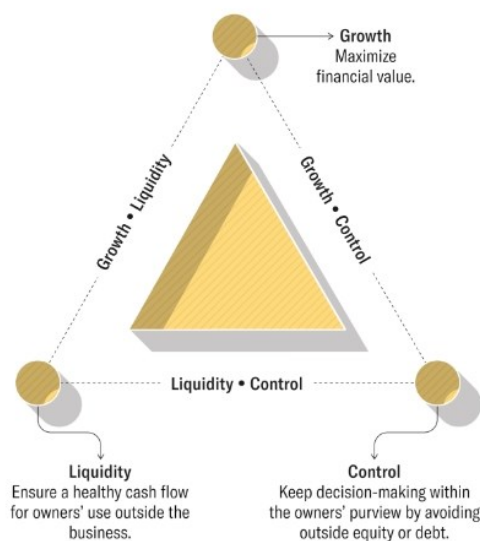 Growth
Maximize
financial value.
Growth • Liquidity
Growth • Control
Liquidity • Control
Liquidity
Ensure a healthy cash flow
for owners’ use outside the
business.
Control
Keep decision-making within
the owners’ purview by avoiding
outside equity or debt.